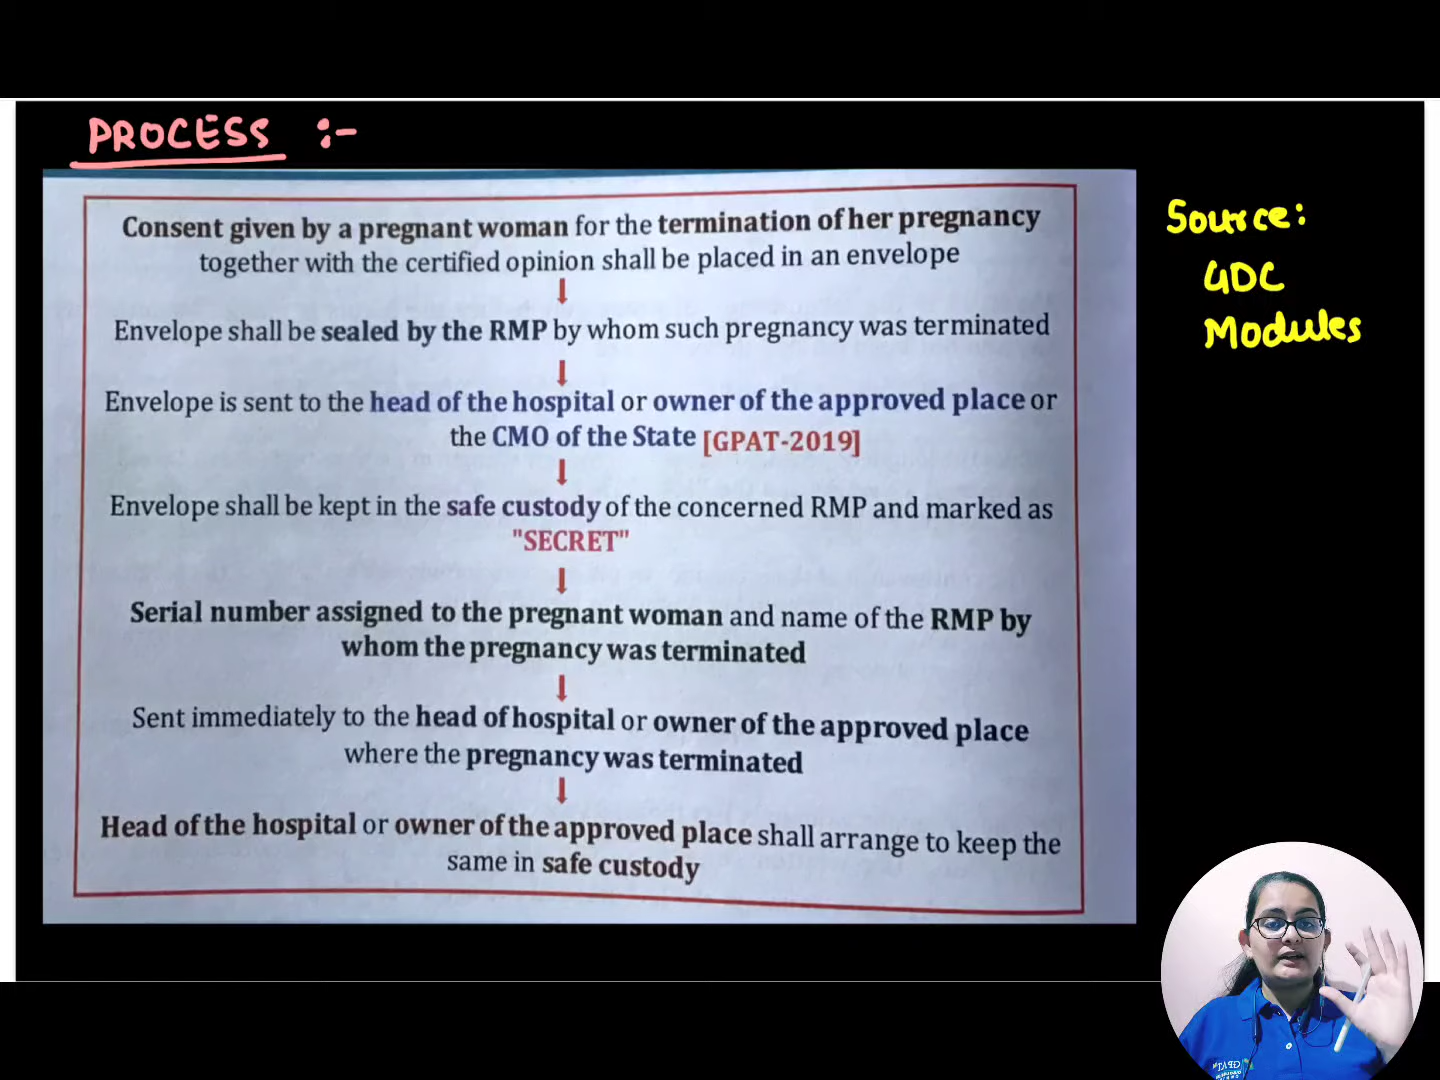 PROCESS :-
Consent given by a pregnant woman for the termination of her pregnancy
together with the certified opinion shall be placed in an envelope
Envelope shall be sealed by the RMP by whom such pregnancy was terminated
Envelope is sent to the head of the hospital or owner of the approved place or
the CMO of the State [GPAT-2019]
Envelope shall be kept in the safe custody of the concerned RMP and marked as
"SECRET"
Serial number assigned to the pregnant woman and name of the RMP by
whom the pregnancy was terminated
Sent immediately to the head of hospital or owner of the approved place
where the pregnancy was terminated
Head of the hospital or owner of the approved place shall arrange to keep the
same in safe custody
Source:
GDC
Modules